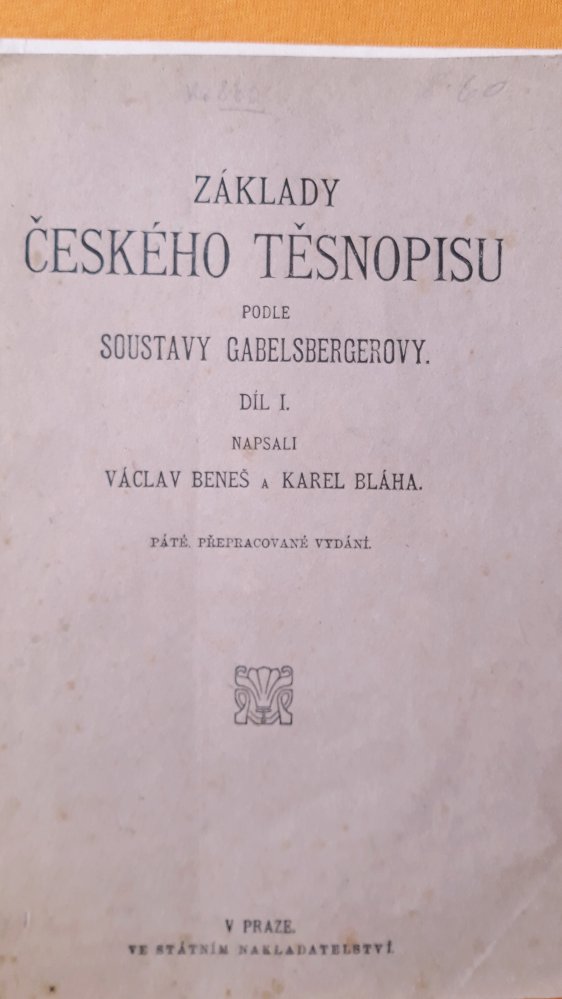 ZÁKLADY
ČESKÉHO TĚSNOPISU
PODLE
SOUSTAVY GABELSBERGEROVY.
DÍL I.
NAPSALI
VÁCLAV BENEŠ A KAREL BLÁHA.
PÁTÉ, PŘEPRACOVANÉ VYDÁNÍ.
V PRAZE.
VE STÁTNÍM NAKLADATELSTVÍ.